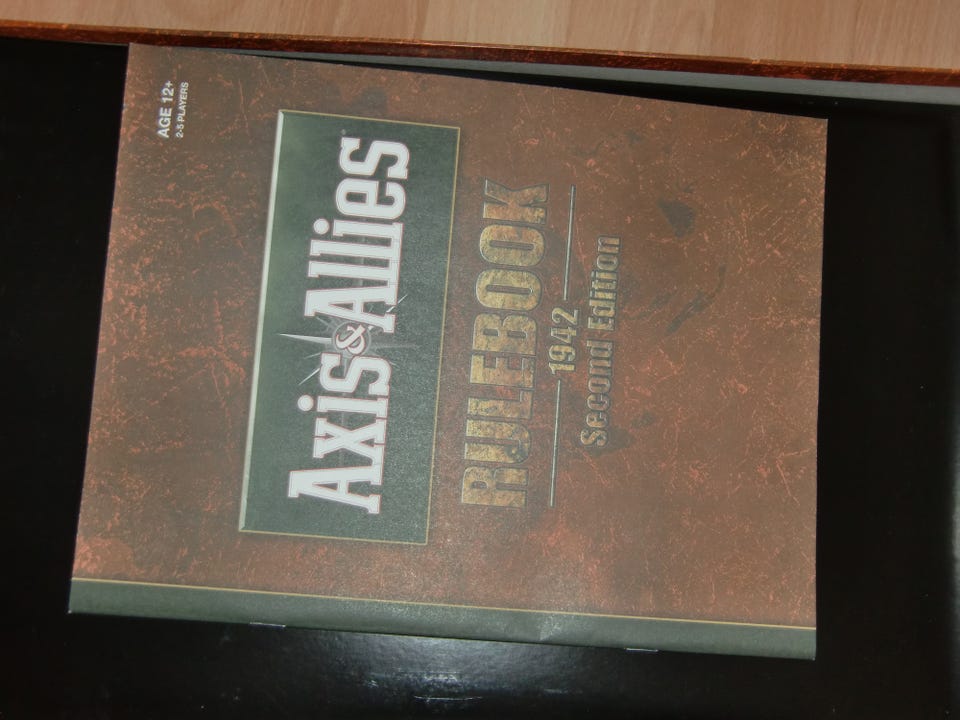 AGE 12+
2-5 PLAYERS
Axis & Allies
RULEBOOK
1942
Second Edition